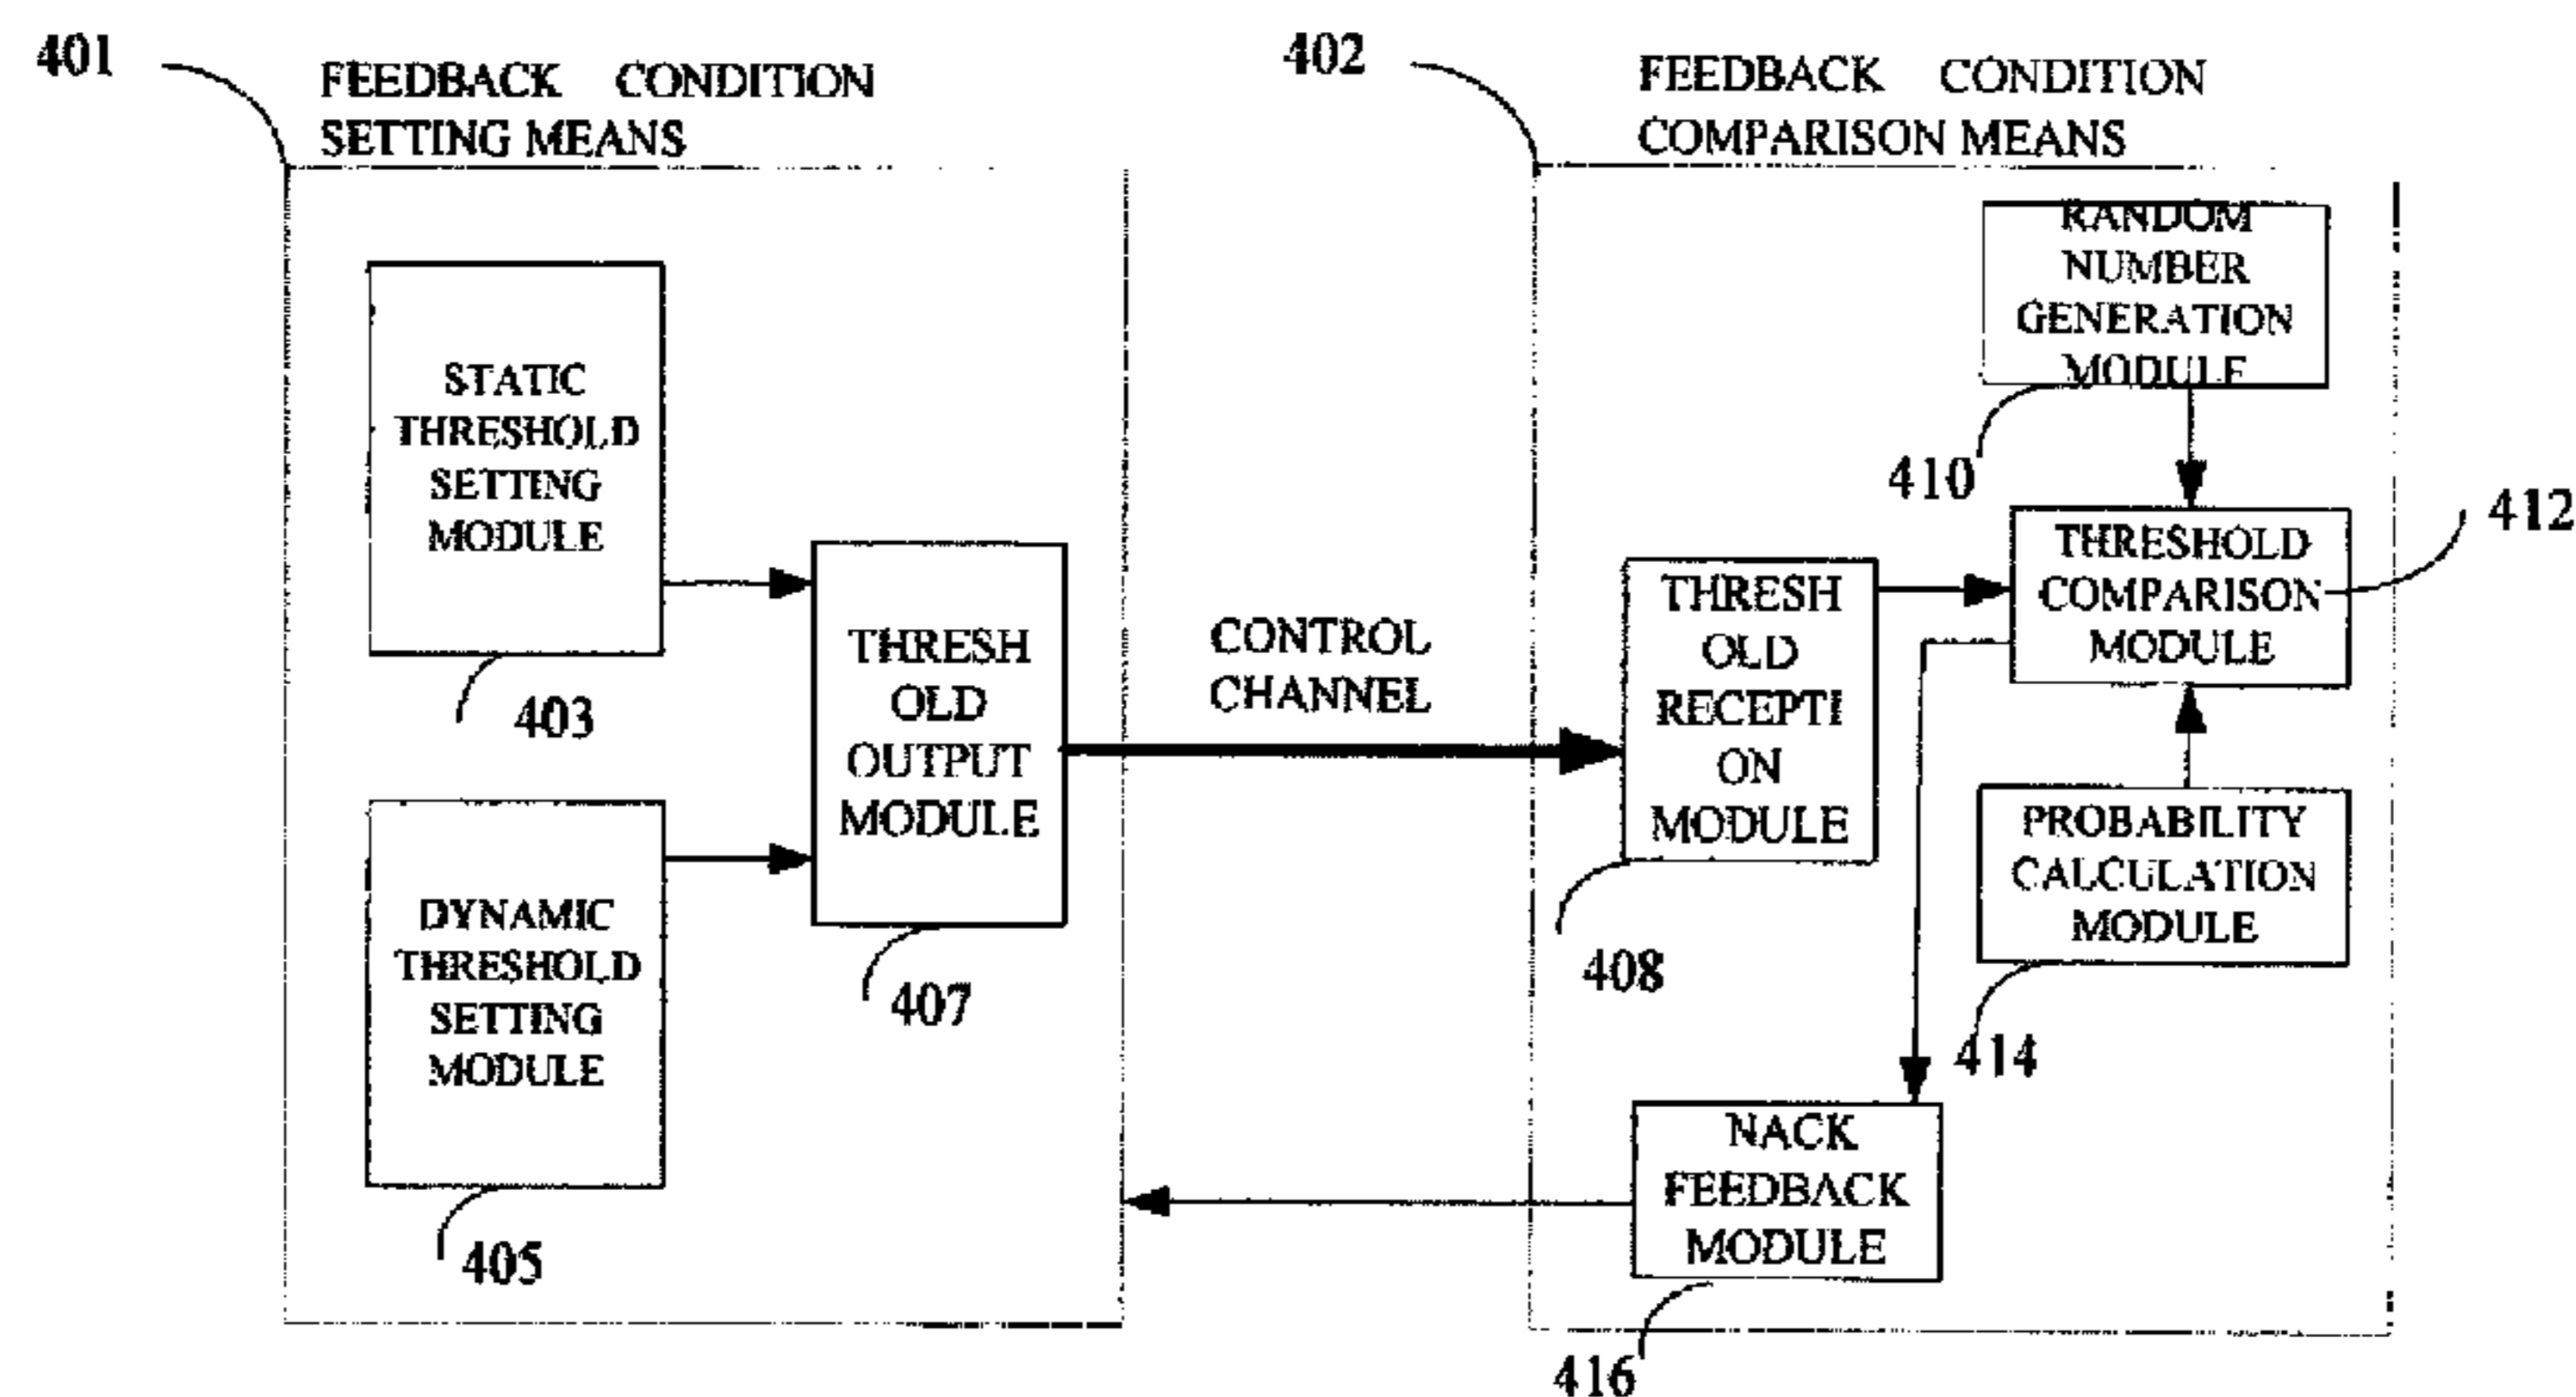 401
FEEDBACK CONDITION
SETTING MEANS
STATIC
THRESHOLD
SETTING
MODULE
403
DYNAMIC
THRESHOLD
SETTING
MODULE
405
THRESH
OLD
OUTPUT
MODULE
407
CONTROL
CHANNEL
402
FEEDBACK CONDITION
COMPARISON MEANS
RANDOM
NUMBER
GENERATION
MODULE
410
THRESHOLD
COMPARISON
MODULE
412
THRESH
OLD
RECEPTI
ON
MODULE
408
PROBABILITY
CALCULATION
MODULE
414
NACK
FEEDBACK
MODULE
416